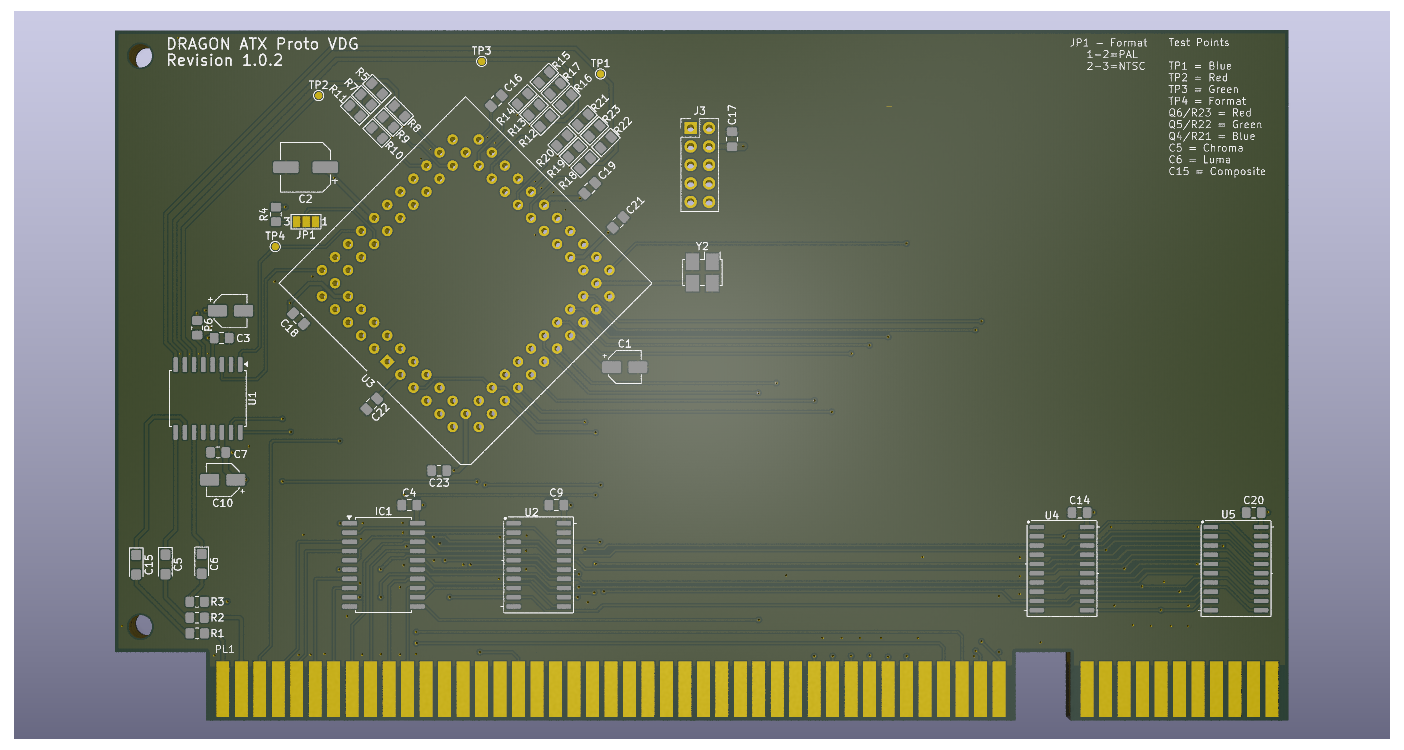 DRAGON ATX Proto VDG
Revision 1.0.2
JP1 - Format
1-2=PAL
2-3=NTSC
Test Points
TP1 = Blue
TP2 = Red
TP3 = Green
TP4 = Format
Q6/R23 = Red
Q5/R22 = Green
Q4/R21 = Blue
C5 = Chroma
C6 = Luma
C15 = Composite
TP3
TP1
TP2
R5
R7
R11
R8
R9
R10
C16
R15
R17
R16
R14
R13
R12
R21
R23
R22
R20
R19
R18
C19
C21
J3
C17
+
C2
R4
3
1
JP1
TP4
Y2
+
R6
C3
C18
C1
+
U3
C22
U1
C7
C10
+
C23
C4
IC1
C9
U2
C14
U4
C20
U5
C15
C5
C6
R3
R2
R1
PL1